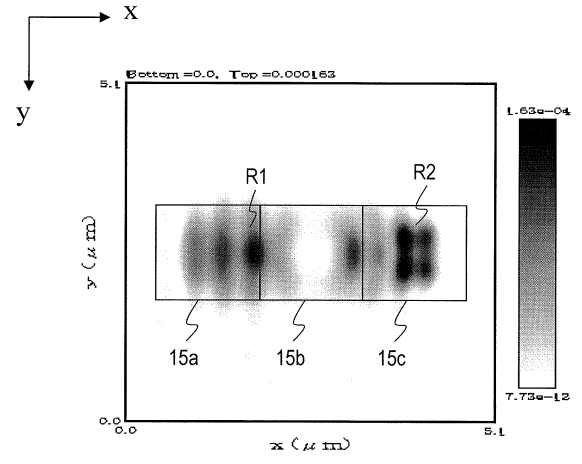 x
y
Bottom=0.0, Top=0.000163
5.1
1.63e-04
R1
R2
y (μm)
15a
15b
15c
7.73e-12
0.0
0.0
5.1
x (μm)